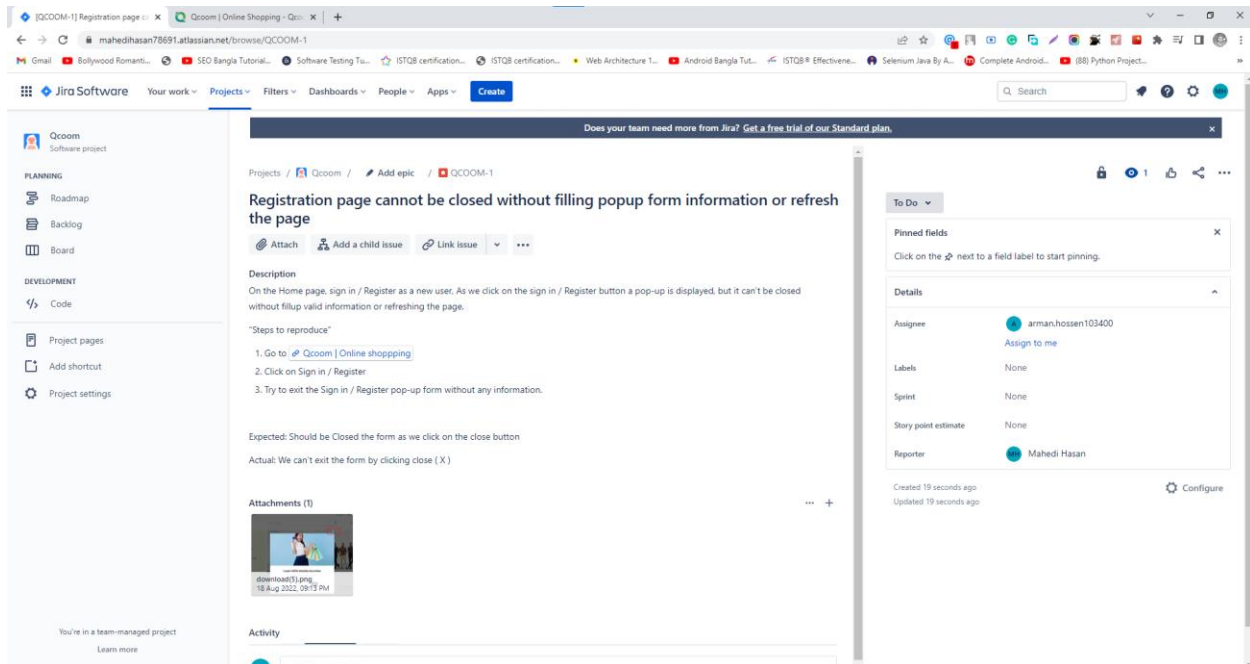 [QCOOM-1] Registration page
Qcoom | Online Shopping - Qco
mahedihasan78691.atlassian.net/browse/QCOOM-1
Gmail Bollywood Romanti... SEO Bangla Tutorial... Software Testing Tu... ISTQB certification... ISTQB certification... Web Architecture 1... Android Bangla Tut... ISTQB® Effectivene... Selenium Java By A... Complete Android... (88) Python Project...
Jira Software Your work Projects Filters Dashboards People Apps Create Search
Does your team need more from Jira? Get a free trial of our Standard plan.
Qcoom
Software project
PLANNING
Roadmap
Backlog
Board
DEVELOPMENT
Code
Project pages
Add shortcut
Project settings
You're in a team-managed project
Learn more
Projects / Qcoom / Add epic / QCOOM-1
Registration page cannot be closed without filling popup form information or refresh
the page
Attach Add a child issue Link issue
Description
On the Home page, sign in / Register as a new user, As we click on the sign in / Register button a pop-up is displayed, but it can't be closed
without fillup valid information or refreshing the page.
"Steps to reproduce"
1. Go to Qcoom | Online shoppping
2. Click on Sign in / Register
3. Try to exit the Sign in / Register pop-up form without any information.
Expected: Should be Closed the form as we click on the close button
Actual: We can't exit the form by clicking close ( X )
Attachments (1)
download(5).png
18 Aug 2022, 09:13 PM
Activity
1
To Do
Pinned fields
Click on the next to a field label to start pinning.
Details
Assignee A arman.hossen103400
Assign to me
Labels None
Sprint None
Story point estimate None
Reporter MH Mahedi Hasan
Created 19 seconds ago
Updated 19 seconds ago
Configure